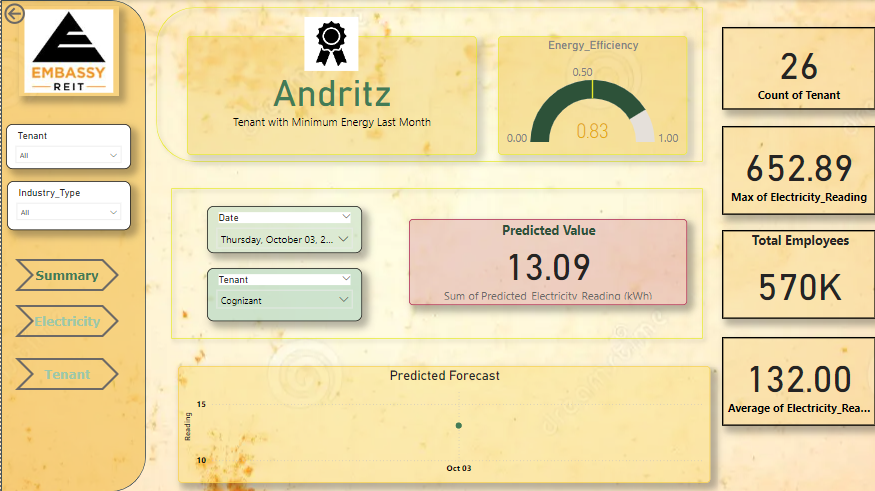 EMBASSY
REIT
Tenant
All
Industry_Type
All
Summary
Electricity
Tenant
Andritz
Tenant with Minimum Energy Last Month
Energy_Efficiency
0.50
0.00
0.83
1.00
Date
Thursday, October 03, 2...
Tenant
Cognizant
Predicted Value
13.09
Sum of Predicted_Electricity_Reading (kWh)
Predicted Forecast
Reading
15
10
Oct 03
26
Count of Tenant
652.89
Max of Electricity_Reading
Total Employees
570K
132.00
Average of Electricity_Rea...